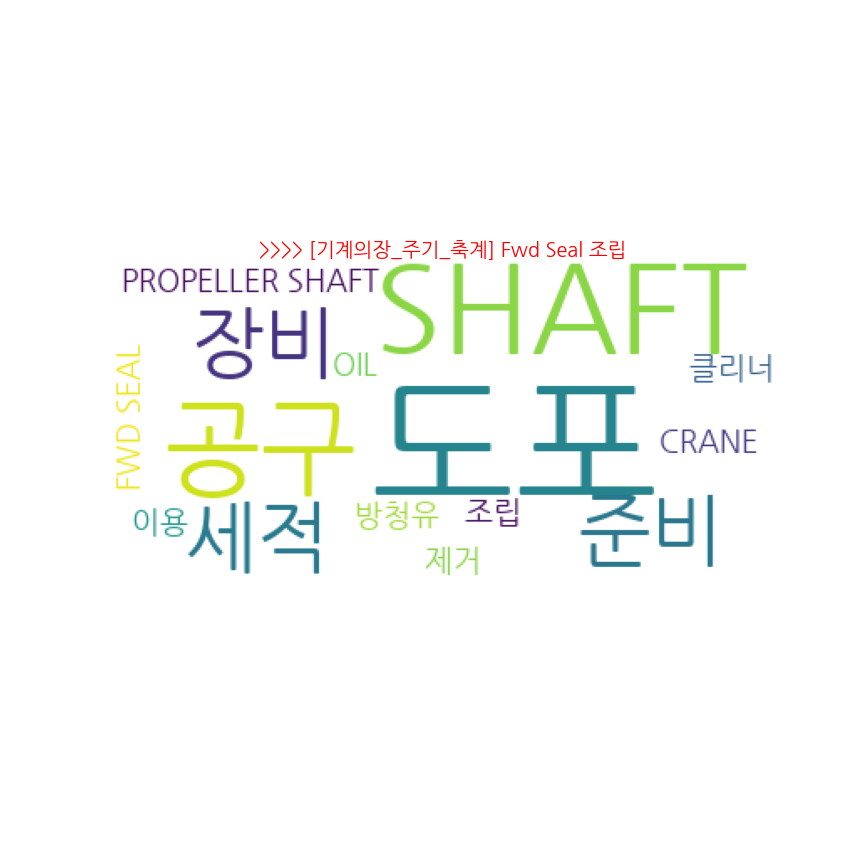 >>>> [기계의장_주기_축계] Fwd Seal 조립
PROPELLER SHAFT
SHAFT
장비
OIL
클리너
FWD SEAL
공구
도포
CRANE
이용
세적
방청유
조립
준비
제거